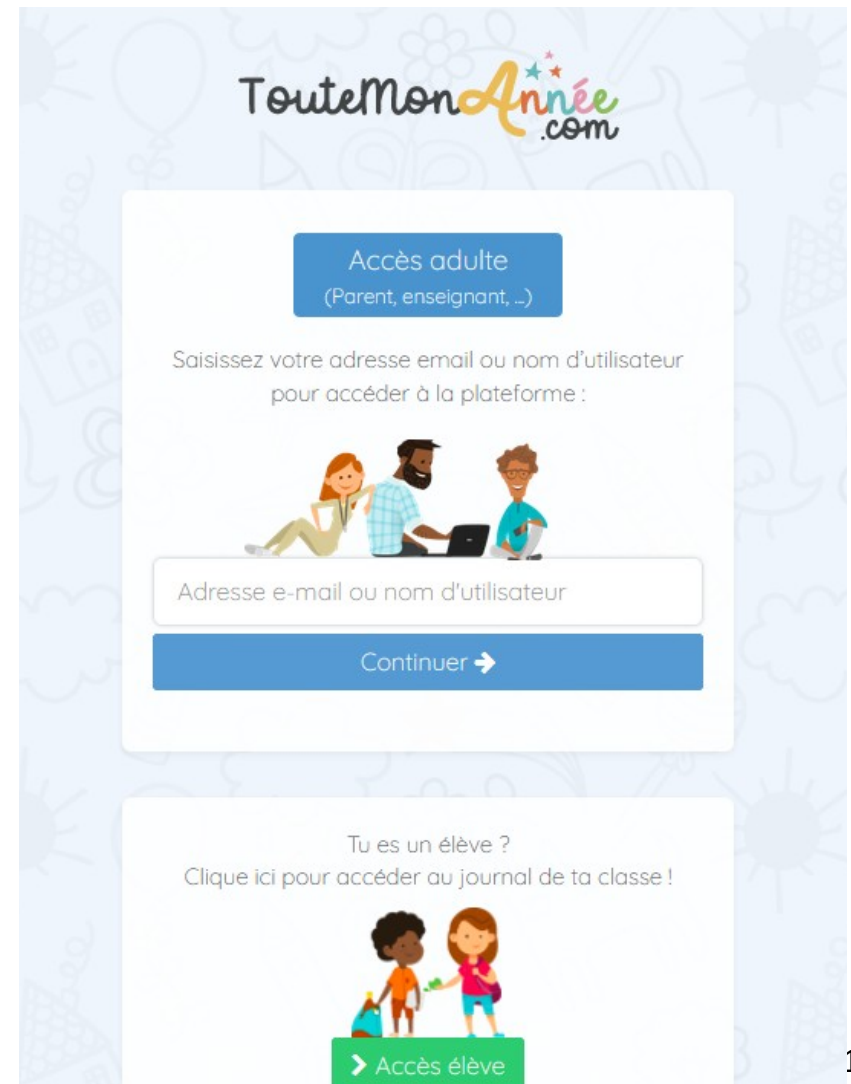 TouteMonAnnée
.com
Accès adulte
(Parent, enseignant, ...)
Saisissez votre adresse email ou nom d'utilisateur
pour accéder à la plateforme :
Adresse e-mail ou nom d'utilisateur
Continuer
Tu es un élève ?
Clique ici pour accéder au journal de ta classe !
Accès élève
1